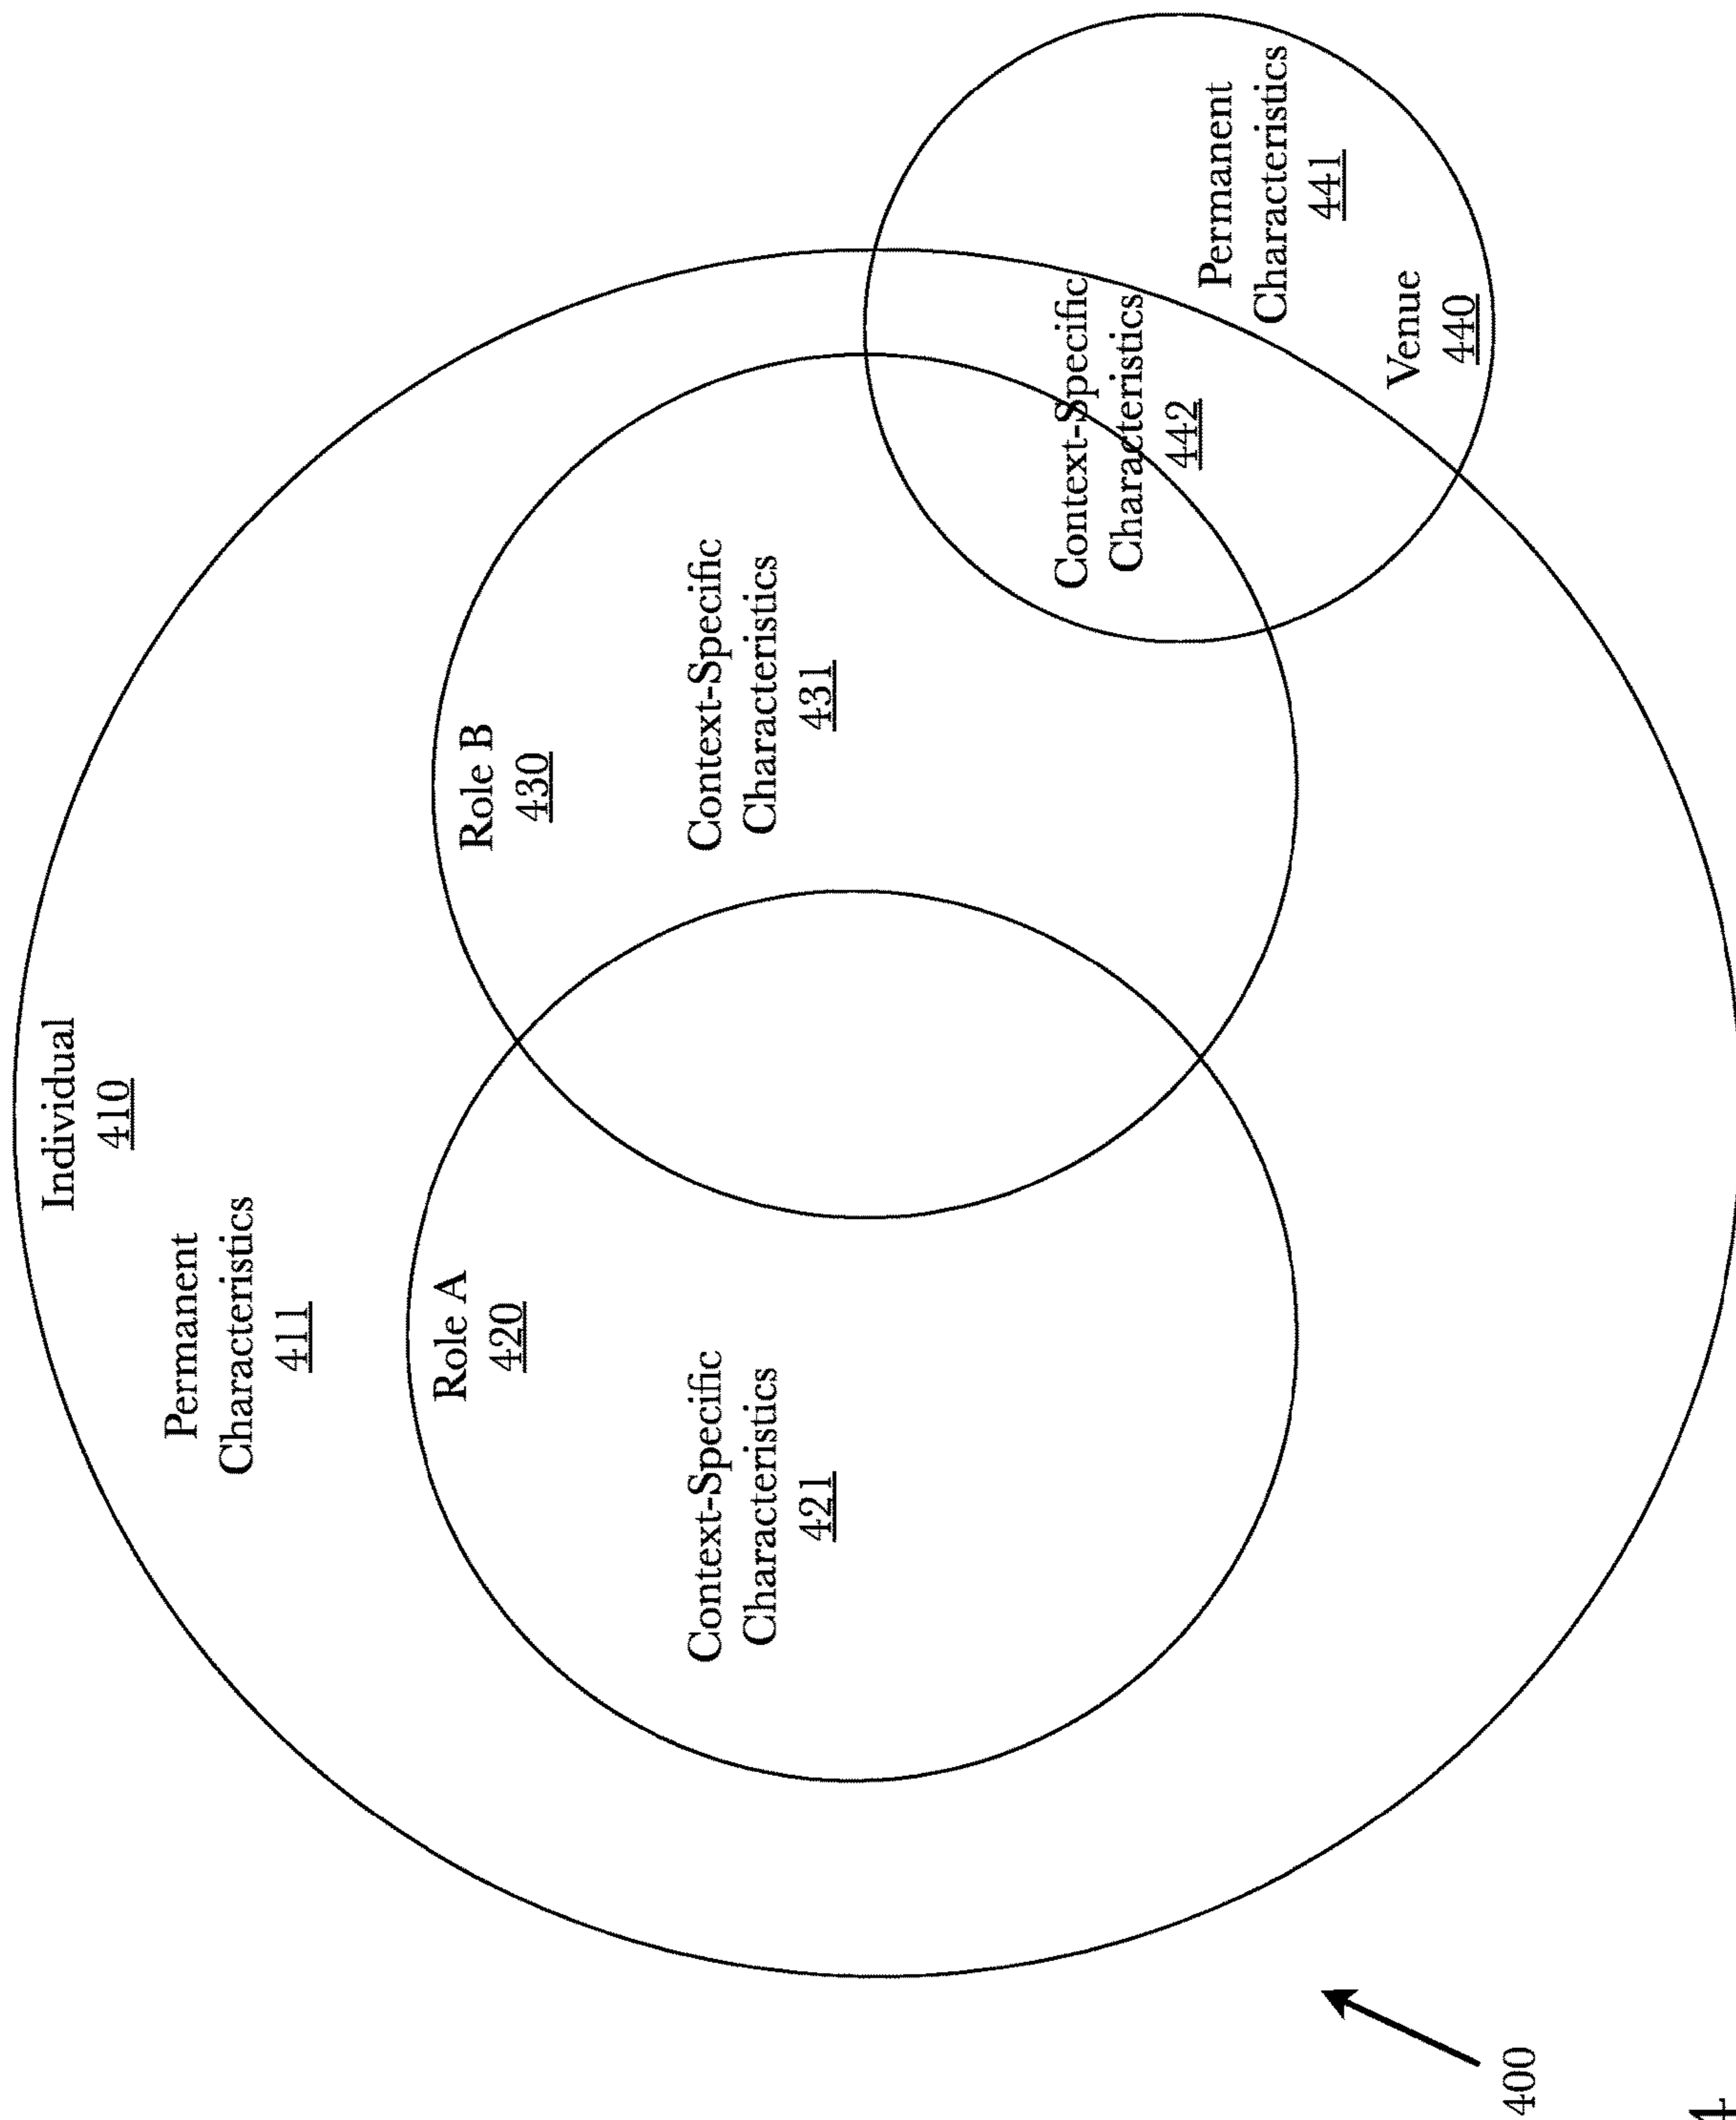 Individual
410
Permanent
Characteristics
411
Role A
420
Role B
430
Context-Specific
Characteristics
421
Context-Specific
Characteristics
431
Context-Specific
Characteristics
442
Permanent
Characteristics
441
Venue
440
400